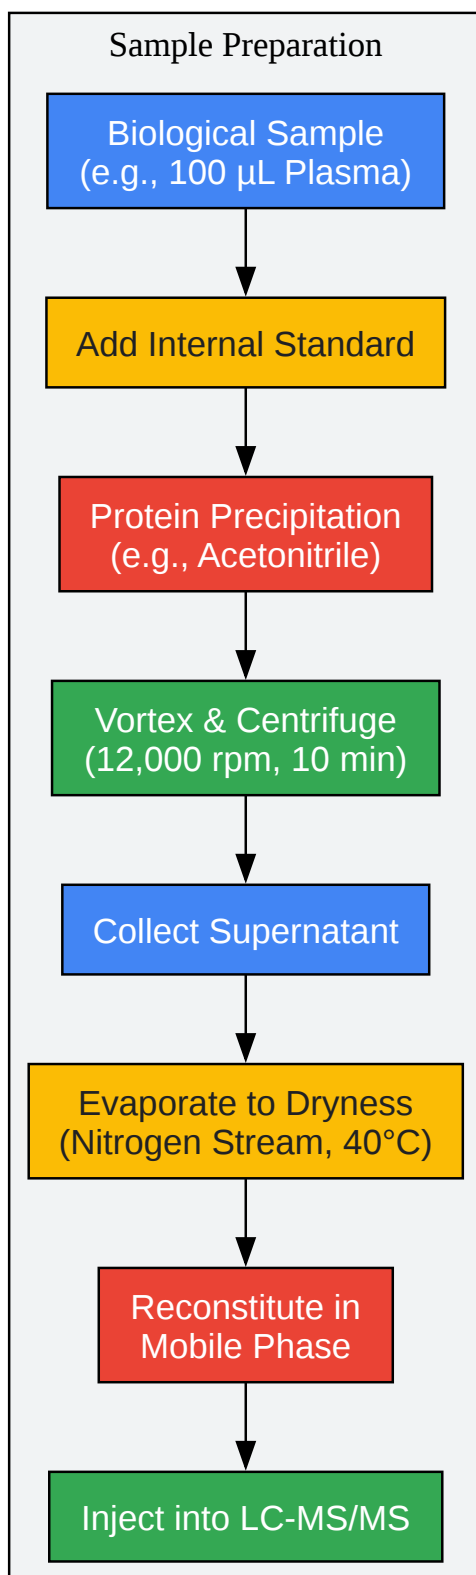 Sample Preparation
Biological Sample
(e.g., 100 µL Plasma)
Add Internal Standard
Protein Precipitation
(e.g., Acetonitrile)
Vortex & Centrifuge
(12,000 rpm, 10 min)
Collect Supernatant
Evaporate to Dryness
(Nitrogen Stream, 40°C)
Reconstitute in
Mobile Phase
Inject into LC-MS/MS